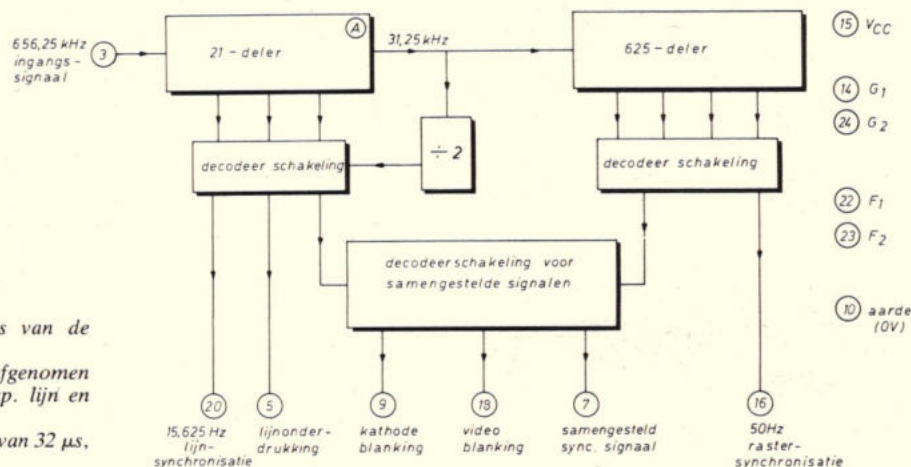 656,25 kHz
ingangs-
signaal
3
21 - deler
A
31,25 kHz
625 - deler
15 VCC
14 G1
24 G2
decodeer schakeling
÷ 2
decodeer schakeling
22 F1
23 F2
decodeerschakeling voor
samengestelde signalen
10 aarde
(0V)
s van de
fgenomen
p. lijn en
van 32 µs,
20
15,625 Hz
lijn-
synchronisatie
5
lijnonder-
drukking
9
kathode
blanking
18
video
blanking
7
samengesteld
sync. signaal
16
50Hz
raster-
synchronisatie